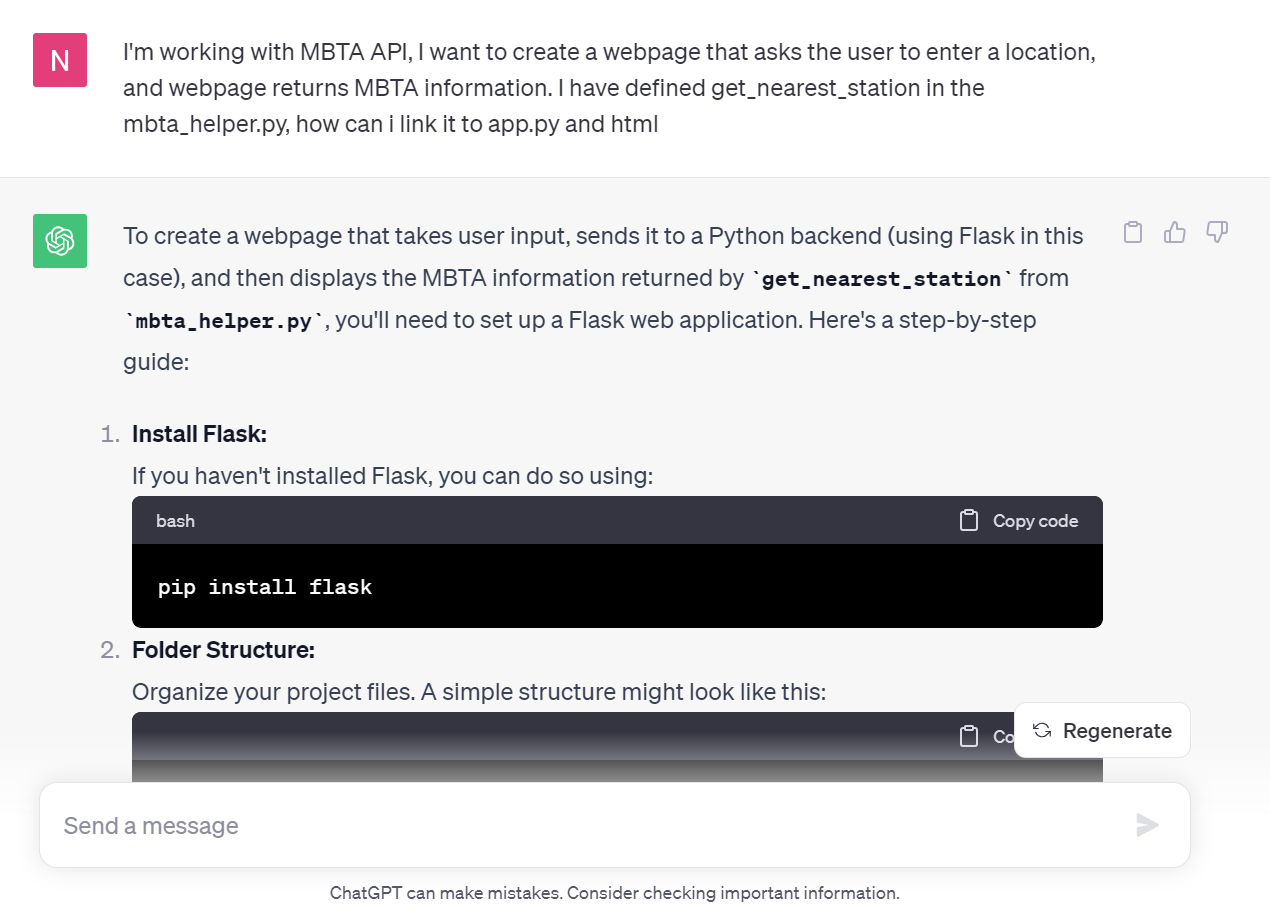 N
I'm working with MBTA API, I want to create a webpage that asks the user to enter a location,
and webpage returns MBTA information. I have defined get_nearest_station in the
mbta_helper.py, how can i link it to app.py and html
To create a webpage that takes user input, sends it to a Python backend (using Flask in this
case), and then displays the MBTA information returned by `get_nearest_station` from
`mbta_helper.py`, you'll need to set up a Flask web application. Here's a step-by-step
guide:
1. Install Flask:
If you haven't installed Flask, you can do so using:
bash Copy code
pip install flask
2. Folder Structure:
Organize your project files. A simple structure might look like this:
Co
Regenerate
Send a message
ChatGPT can make mistakes. Consider checking important information.